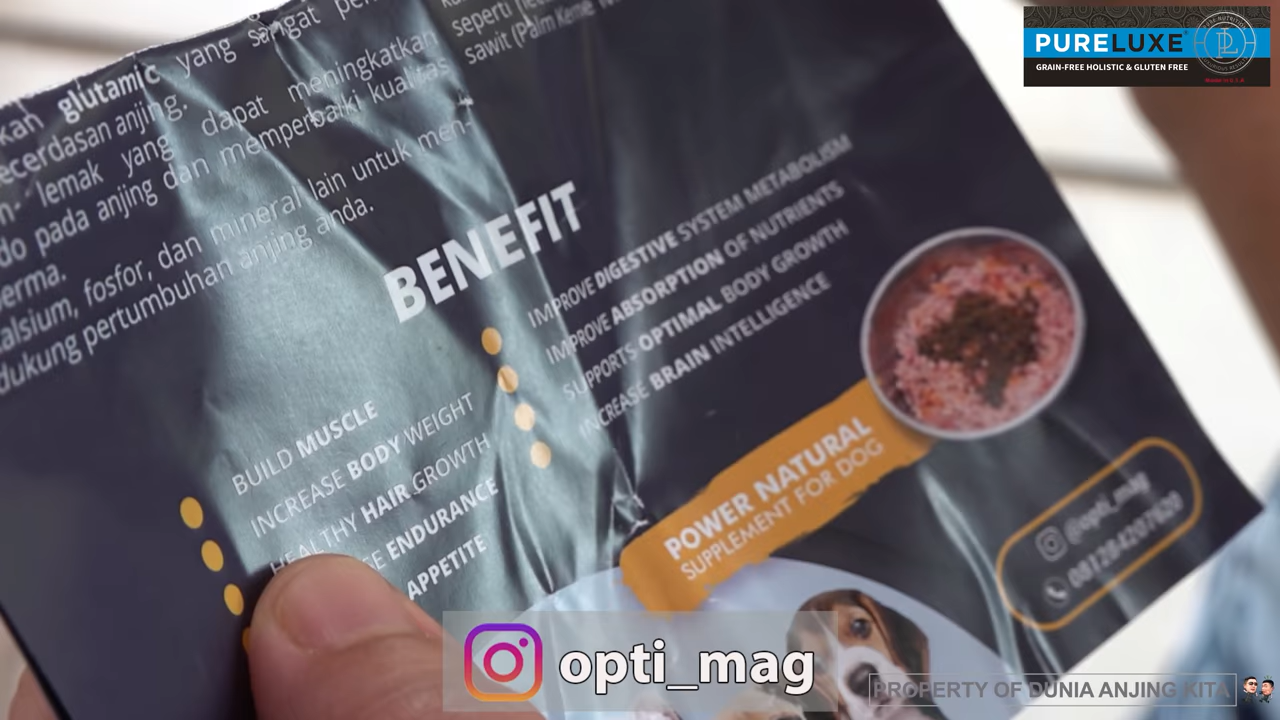 yang sangat
kan glutamic
kecerdasan anjing.
lemak yang dapat meningkatkan
do pada anjing dan memperbaiki kualitas
alsium, fosfor, dan mineral lain untuk men-
dukung pertumbuhan anjing anda.
seperti
sawit (Palm
BENEFIT
BUILD MUSCLE
INCREASE BODY WEIGHT
HEALTHY HAIR GROWTH
ENDURANCE
APPETITE
IMPROVE DIGESTIVE SYSTEM METABOLISM
IMPROVE ABSORPTION OF NUTRIENTS
SUPPORTS OPTIMAL BODY GROWTH
INCREASE BRAIN INTELLIGENCE
POWER NATURAL
SUPPLEMENT FOR DOG
@opti_mag
PURELUXE
GRAIN-FREE HOLISTIC & GLUTEN FREE
opti_mag
PROPERTY OF DUNIA ANJING KITA